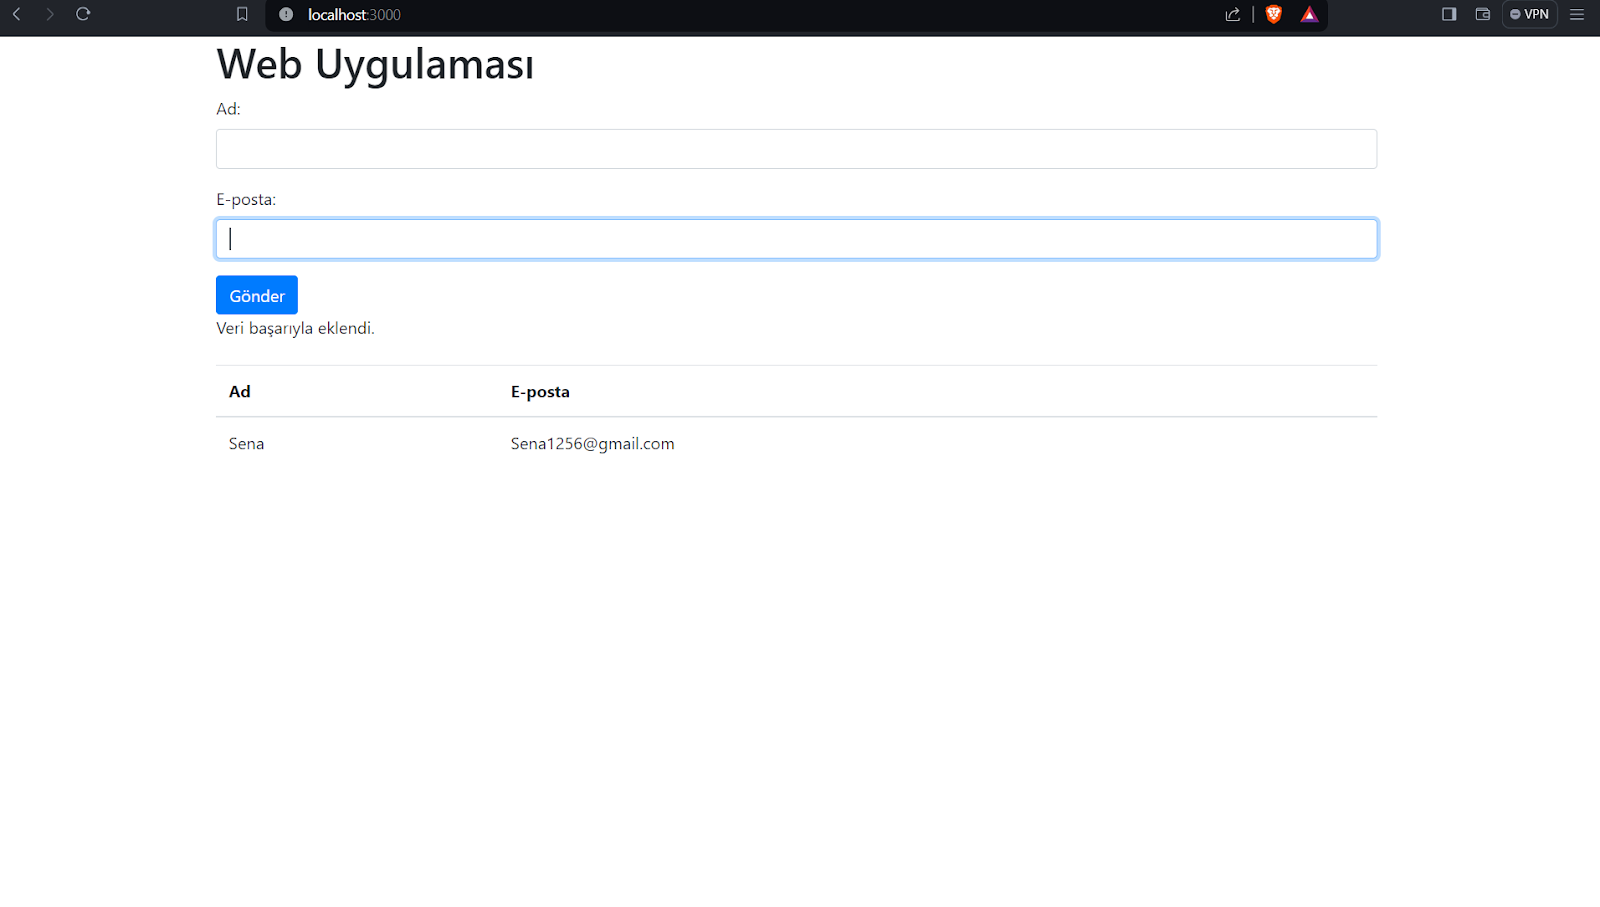 localhost:3000
VPN
Web Uygulaması
Ad:
E-posta:
Gönder
Veri başarıyla eklendi.
Ad E-posta
Sena Sena1256@gmail.com